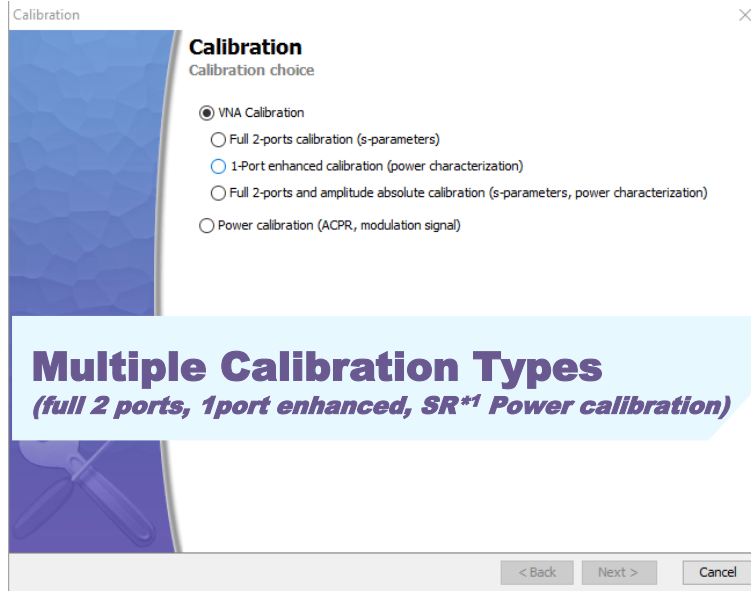 Calibration
Calibration
Calibration choice
VNA Calibration
Full 2-ports calibration (s-parameters)
1-Port enhanced calibration (power characterization)
Full 2-ports and amplitude absolute calibration (s-parameters, power characterization)
Power calibration (ACPR, modulation signal)
Multiple Calibration Types
(full 2 ports, 1port enhanced, SR*1 Power calibration)
< Back Next > Cancel